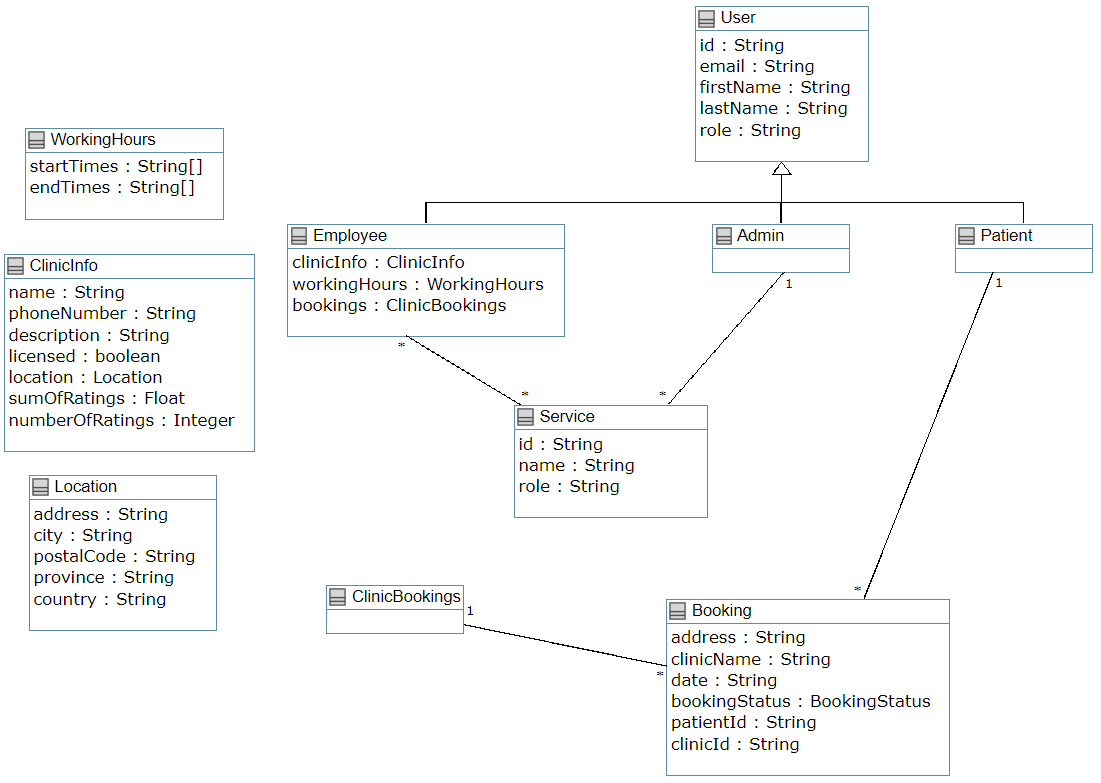 User
id : String
email : String
firstName : String
lastName : String
role : String
WorkingHours
startTimes : String[]
endTimes : String[]
Employee
clinicInfo : ClinicInfo
workingHours : WorkingHours
bookings : ClinicBookings
Admin
Patient
1
1
ClinicInfo
name : String
phoneNumber : String
description : String
licensed : boolean
location : Location
sumOfRatings : Float
numberOfRatings : Integer
*
*
*
Service
id : String
name : String
role : String
Location
address : String
city : String
postalCode : String
province : String
country : String
ClinicBookings
1
*
*
Booking
address : String
clinicName : String
date : String
bookingStatus : BookingStatus
patientId : String
clinicId : String